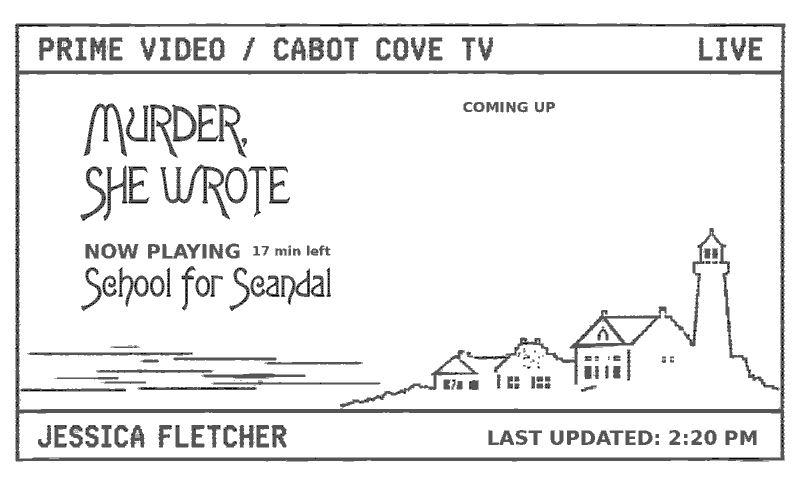 PRIME VIDEO / CABOT COVE TV
LIVE
MURDER,
SHE WROTE
COMING UP
NOW PLAYING 17 min left
School for Scandal
JESSICA FLETCHER
LAST UPDATED: 2:20 PM